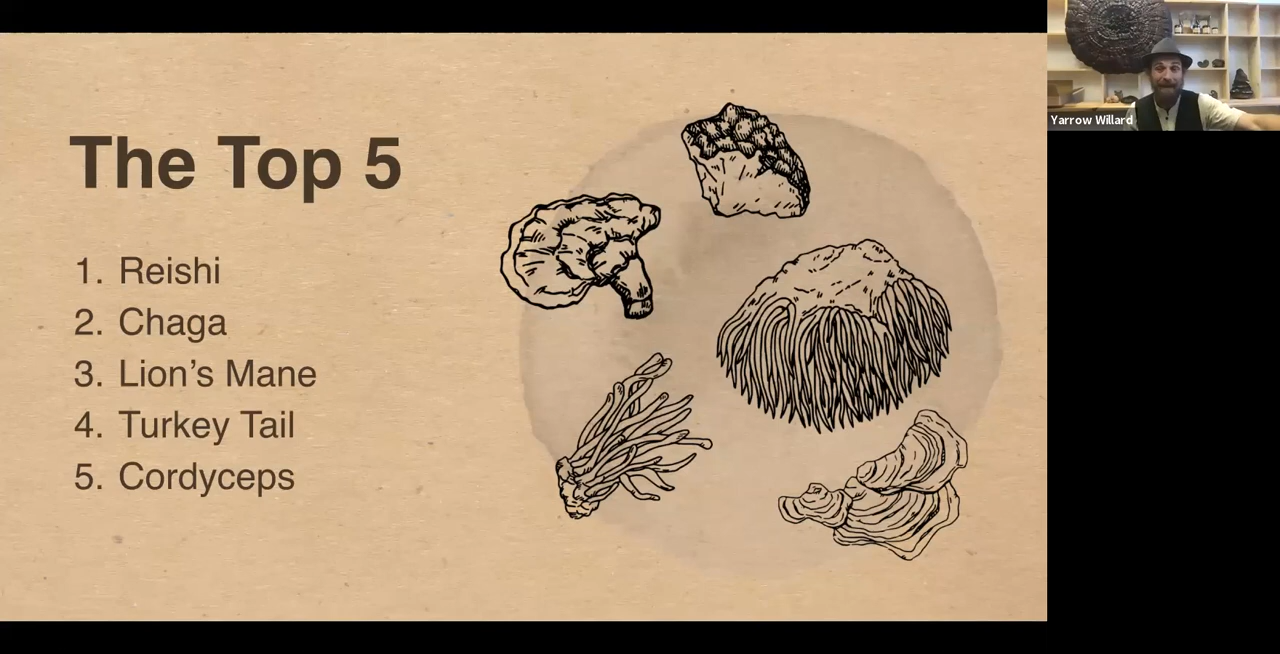 The Top 5
1. Reishi
2. Chaga
3. Lion’s Mane
4. Turkey Tail
5. Cordyceps
Yarrow Willard